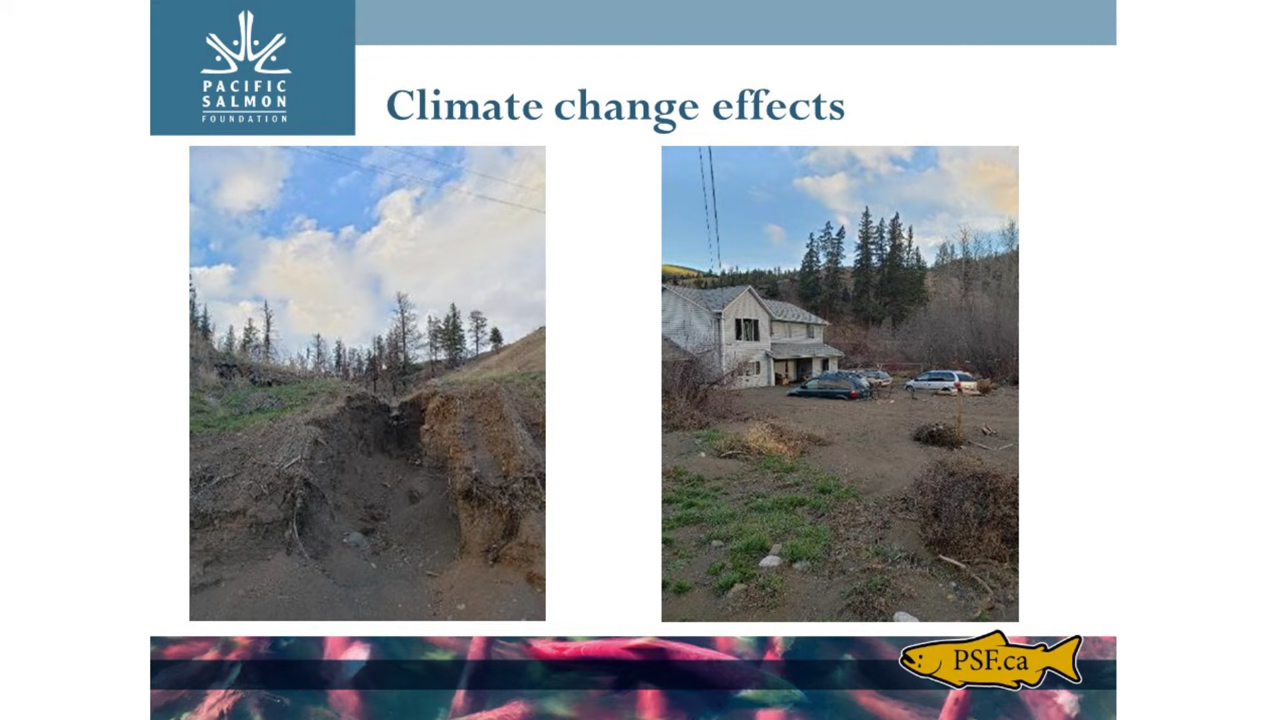 PACIFIC
SALMON
FOUNDATION
Climate change effects
PSF.ca